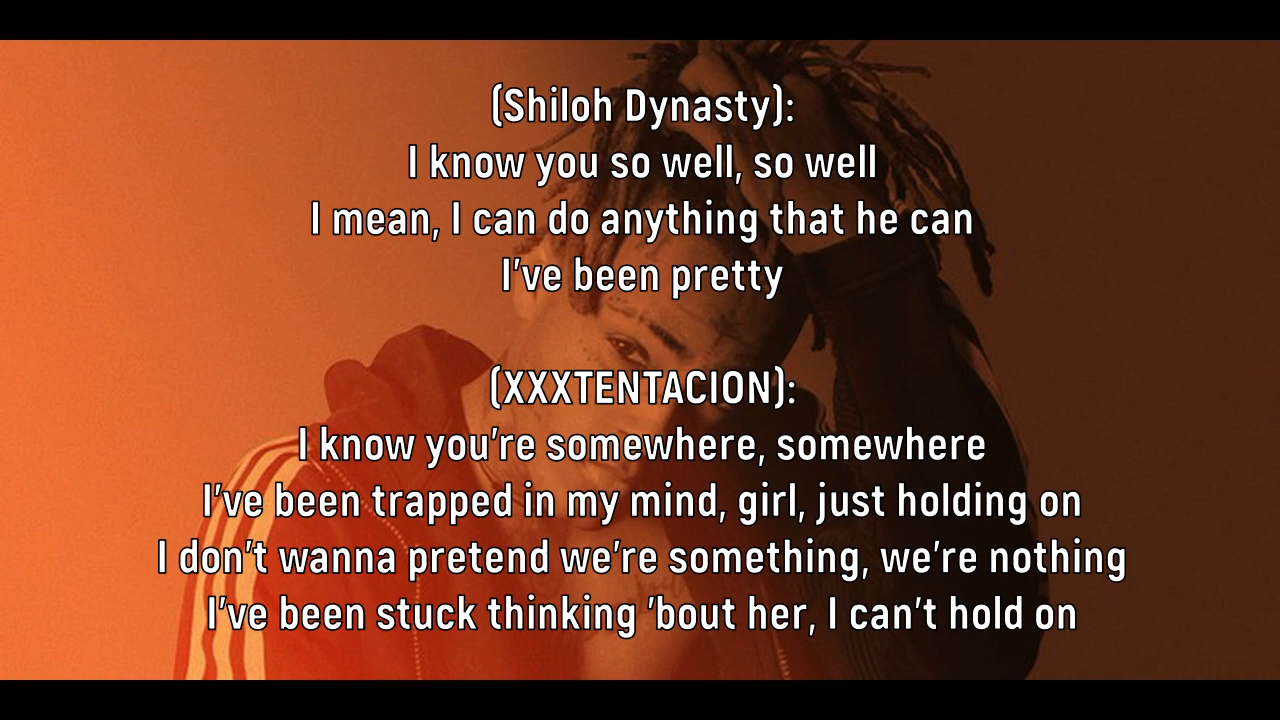 (Shiloh Dynasty):
I know you so well, so well
I mean, I can do anything that he can
I've been pretty
(XXXTENTACION):
I know you're somewhere, somewhere
I've been trapped in my mind, girl, just holding on
I don't wanna pretend we're something, we're nothing
I've been stuck thinking 'bout her, I can't hold on